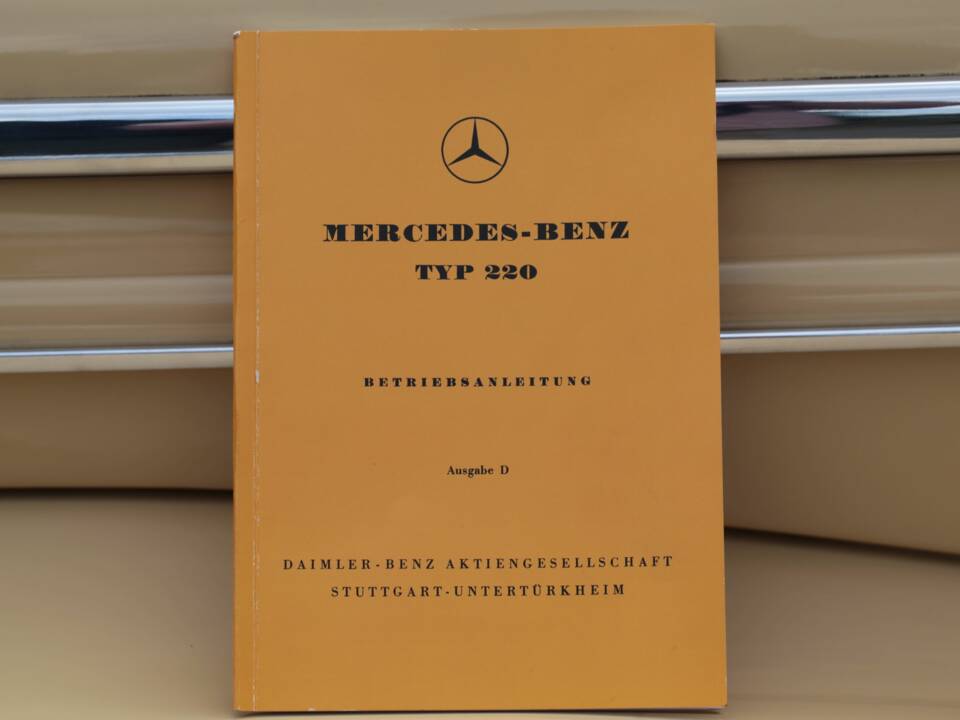 MERCEDES-BENZ
TYP 220
BETRIEBSANLEITUNG
Ausgabe D
DAIMLER-BENZ AKTIENGESELLSCHAFT
STUTTGART-UNTERTÜRKHEIM